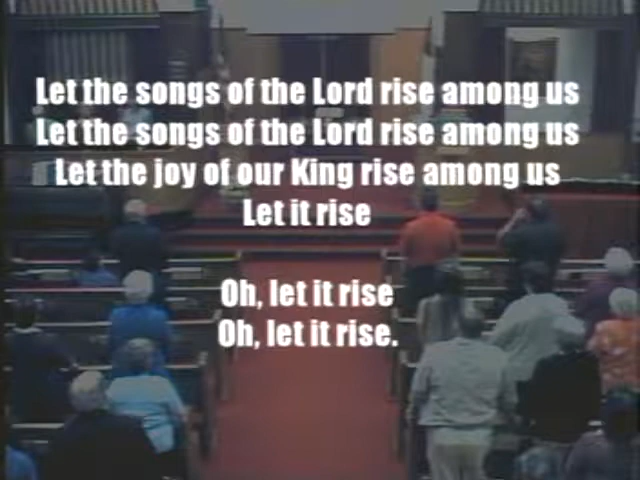 Let the songs of the Lord rise among us
Let the songs of the Lord rise among us
Let the joy of our King rise among us
Let it rise
Oh, let it rise
Oh, let it rise.